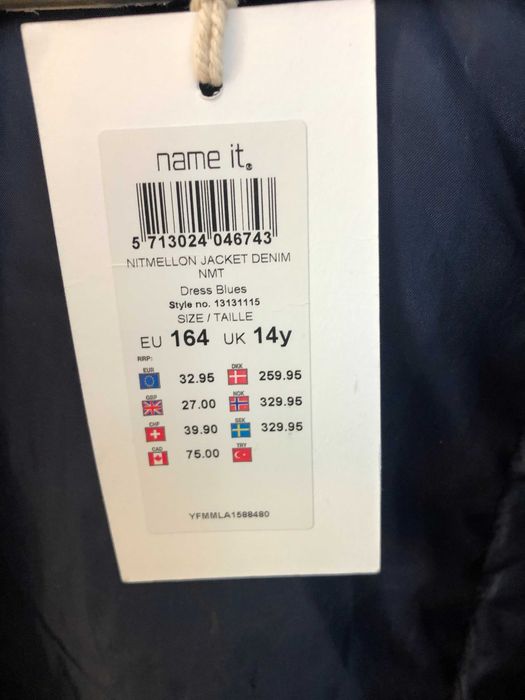 name it.
5 713024 046743
NITMELLON JACKET DENIM
NMT
Dress Blues
Style no. 13131115
SIZE / TAILLE
EU 164 UK 14y
RRP:
EUR 32.95 DKK 259.95
GBP 27.00 NOK 329.95
CHF 39.90 SEK 329.95
CAD 75.00 TRY
YFMMLA1588480